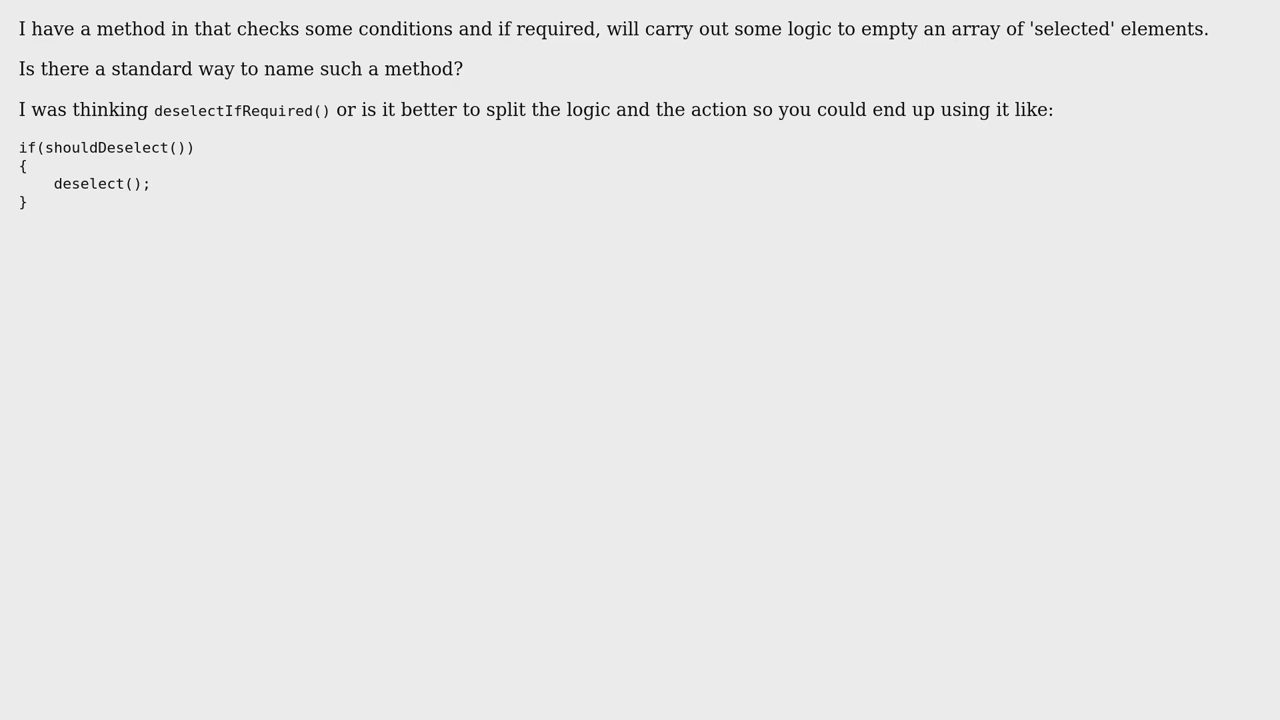 I have a method in that checks some conditions and if required, will carry out some logic to empty an array of 'selected' elements.
Is there a standard way to name such a method?
I was thinking deselectIfRequired() or is it better to split the logic and the action so you could end up using it like:
if(shouldDeselect())
{
    deselect();
}